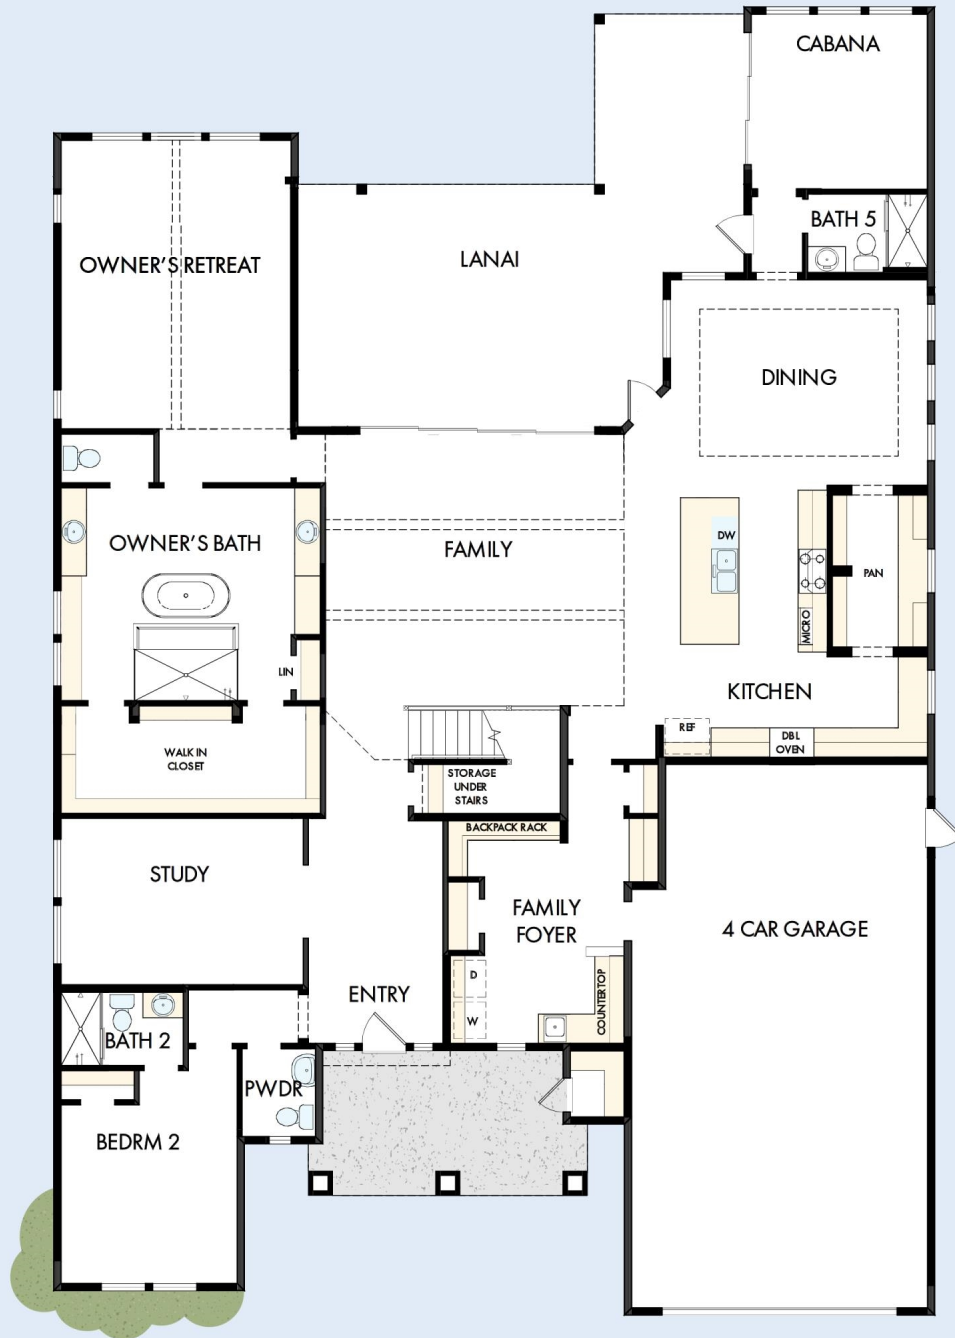 CABANA
BATH 5
OWNER'S RETREAT
LANAI
DINING
OWNER'S BATH
FAMILY
DW
PAN
MICRO
LIN
KITCHEN
REF
DBL
OVEN
WALK IN
CLOSET
STORAGE
UNDER
STAIRS
BACKPACK RACK
STUDY
FAMILY
FOYER
4 CAR GARAGE
D
W
COUNTERTOP
ENTRY
BATH 2
PWDR
BEDRM 2